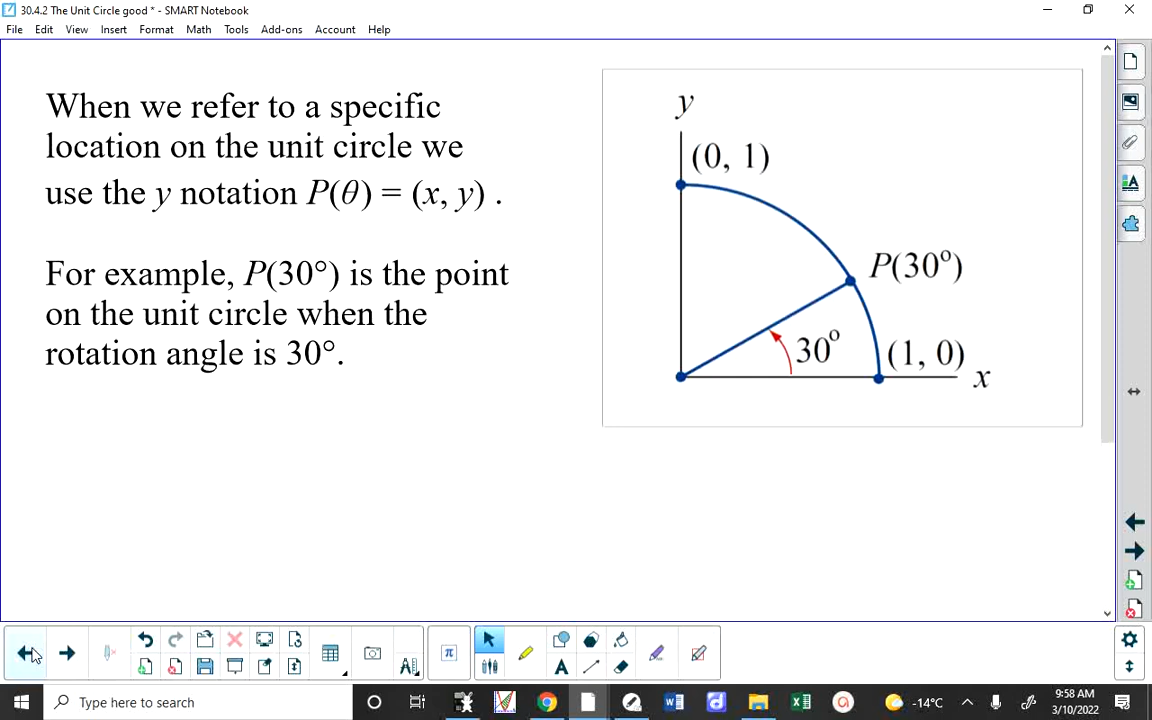 30.4.2 The Unit Circle good * - SMART Notebook
File Edit View Insert Format Math Tools Add-ons Account Help
When we refer to a specific
location on the unit circle we
use the y notation P(θ) = (x, y) .
For example, P(30°) is the point
on the unit circle when the
rotation angle is 30°.
y
(0, 1)
P(30°)
30°
(1, 0)
x
π
A
Type here to search
-14°C
9:58 AM
3/10/2022